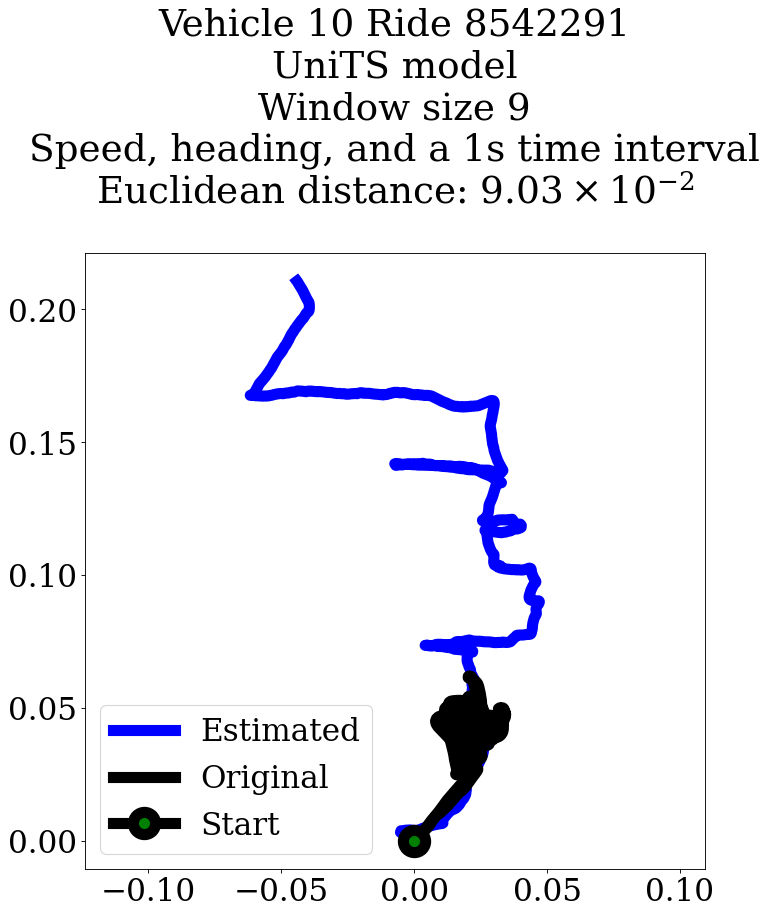 Vehicle 10 Ride 8542291
UniTS model
Window size 9
Speed, heading, and a 1s time interval
Euclidean distance: 9.03 × 10⁻²
0.20
0.15
0.10
0.05
0.00
Estimated
Original
Start
−0.10 −0.05 0.00 0.05 0.10